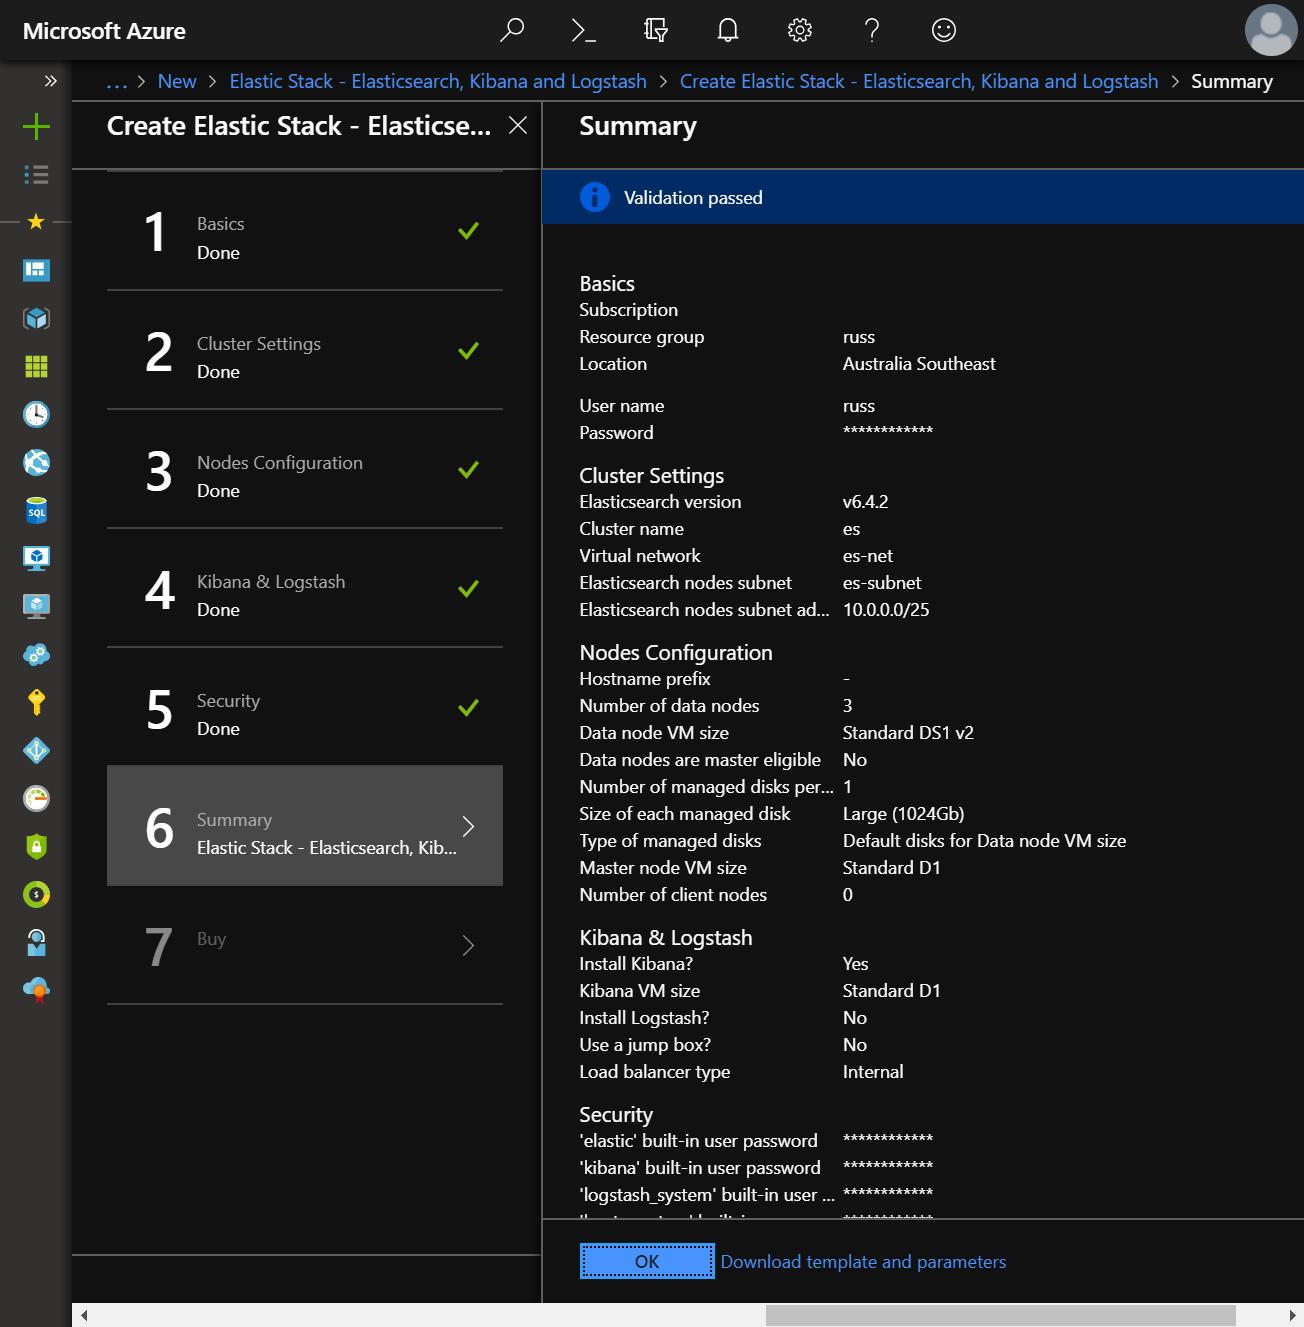 Microsoft Azure
... > New > Elastic Stack - Elasticsearch, Kibana and Logstash > Create Elastic Stack - Elasticsearch, Kibana and Logstash > Summary
Create Elastic Stack - Elasticse...
1
Basics
Done
2
Cluster Settings
Done
3
Nodes Configuration
Done
4
Kibana & Logstash
Done
5
Security
Done
6
Summary
Elastic Stack - Elasticsearch, Kib...
7
Buy
Summary
Validation passed
Basics
Subscription
Resource group russ
Location Australia Southeast
User name russ
Password ************
Cluster Settings
Elasticsearch version v6.4.2
Cluster name es
Virtual network es-net
Elasticsearch nodes subnet es-subnet
Elasticsearch nodes subnet ad... 10.0.0.0/25
Nodes Configuration
Hostname prefix -
Number of data nodes 3
Data node VM size Standard DS1 v2
Data nodes are master eligible No
Number of managed disks per... 1
Size of each managed disk Large (1024Gb)
Type of managed disks Default disks for Data node VM size
Master node VM size Standard D1
Number of client nodes 0
Kibana & Logstash
Install Kibana? Yes
Kibana VM size Standard D1
Install Logstash? No
Use a jump box? No
Load balancer type Internal
Security
'elastic' built-in user password ************
'kibana' built-in user password ************
'logstash_system' built-in user ... ************
OK Download template and parameters